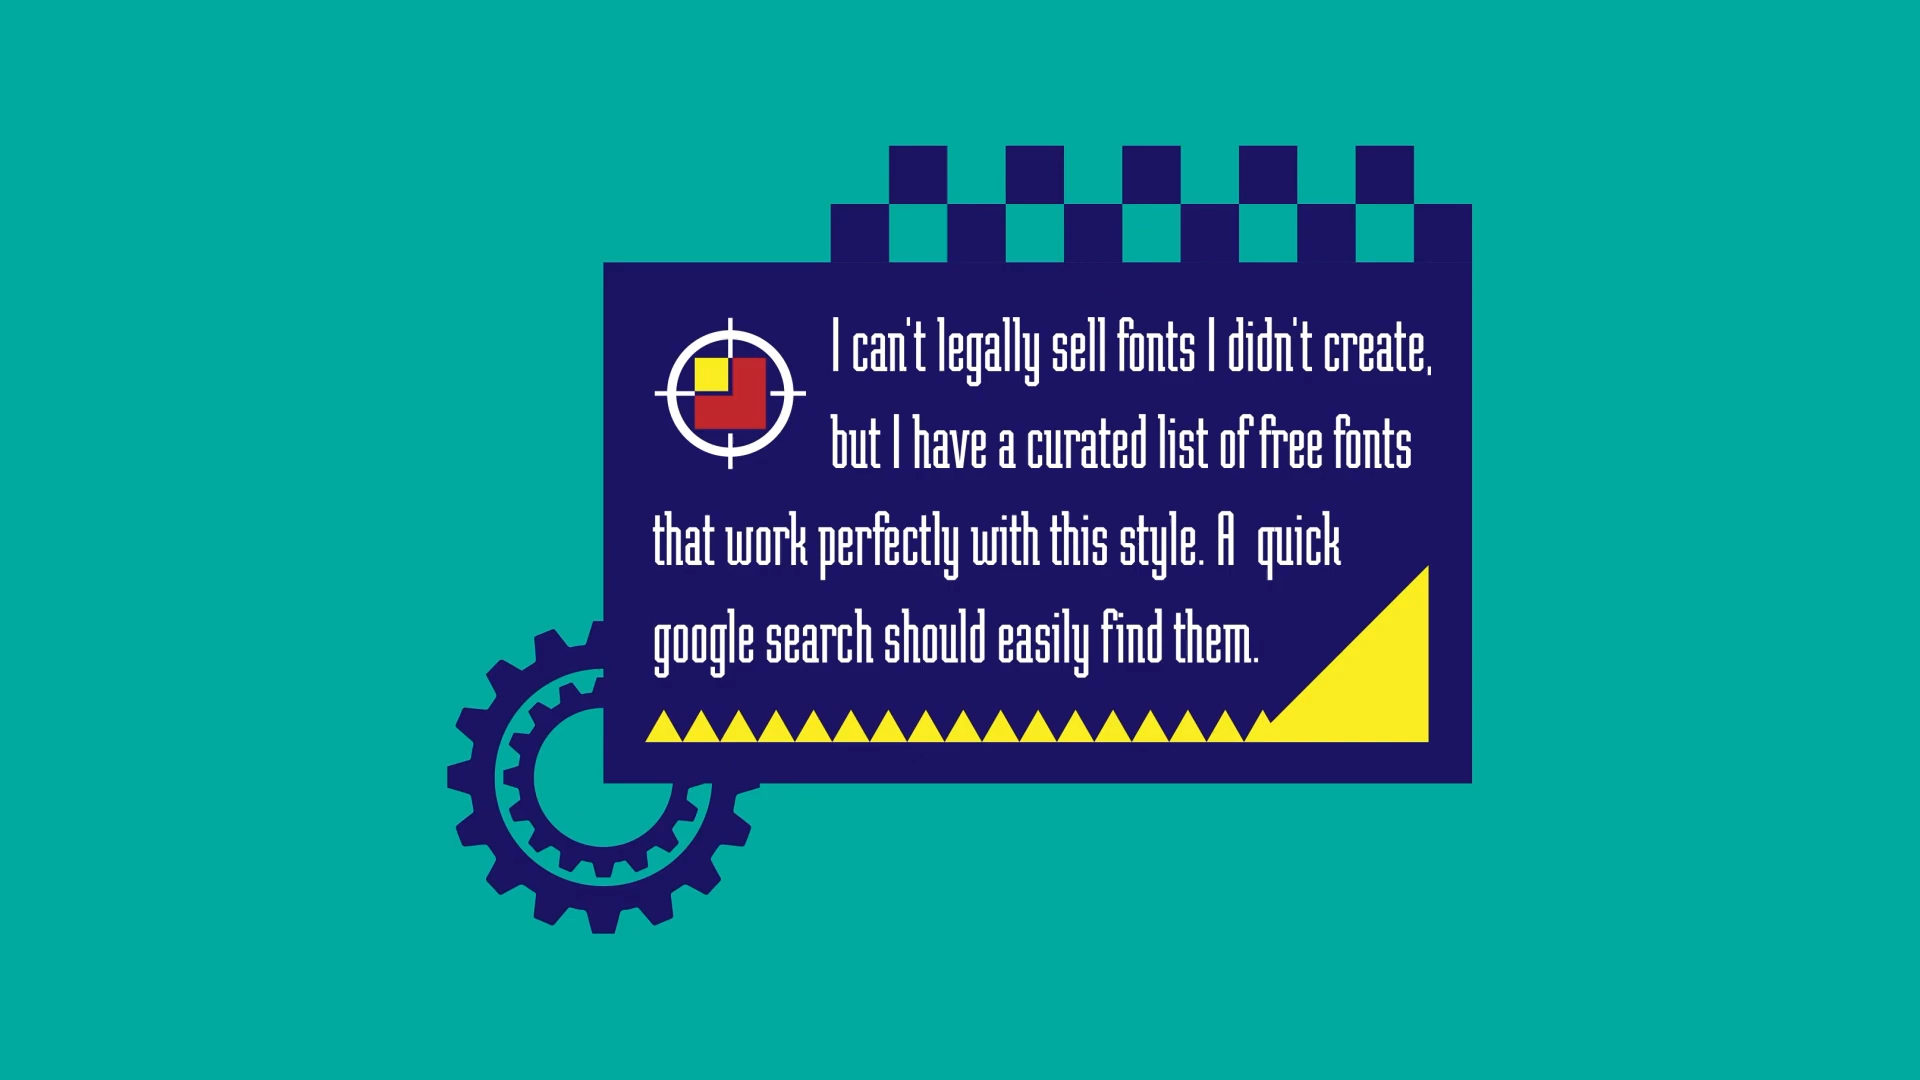 I can't legally sell fonts I didn't create,
but I have a curated list of free fonts
that work perfectly with this style. A quick
google search should easily find them.